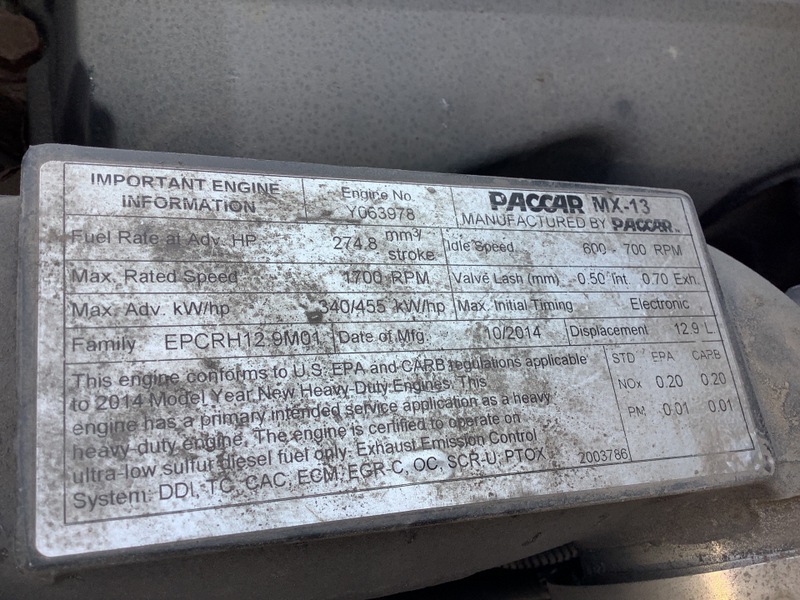 IMPORTANT ENGINE INFORMATION
Engine No.
Y063978
PACCAR MX-13
MANUFACTURED BY PACCAR INC
Fuel Rate at Adv. HP 274.8 mm³/stroke
Idle Speed 600 - 700 RPM
Max. Rated Speed 1700 RPM
Valve Lash (mm) 0.50 Int. 0.70 Exh.
Max. Adv. kW/hp 340/455 kW/hp
Max. Initial Timing Electronic
Family EPCRH12.9M01
Date of Mfg. 10/2014
Displacement 12.9 L
This engine conforms to U.S. EPA and CARB regulations applicable
to 2014 Model Year New Heavy Duty Engines. This
engine has a primary intended service application as a heavy
heavy-duty engine. The engine is certified to operate on
ultra-low sulfur diesel fuel only. Exhaust Emission Control
System: DDI, TC, CAC, ECM, EGR-C, OC, SCR-U, PTOX
2003786
STD EPA CARB
NOx 0.20 0.20
PM 0.01 0.01